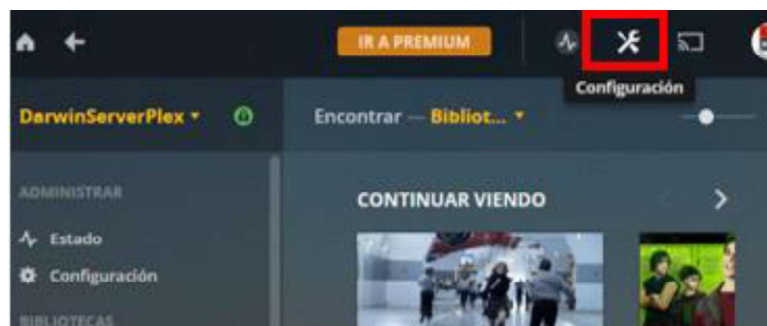 IR A PREMIUM
Configuración
DarwinServerPlex
Encontrar — Bibliot...
ADMINISTRAR
CONTINUAR VIENDO
Estado
Configuración
BIBLIOTECAS